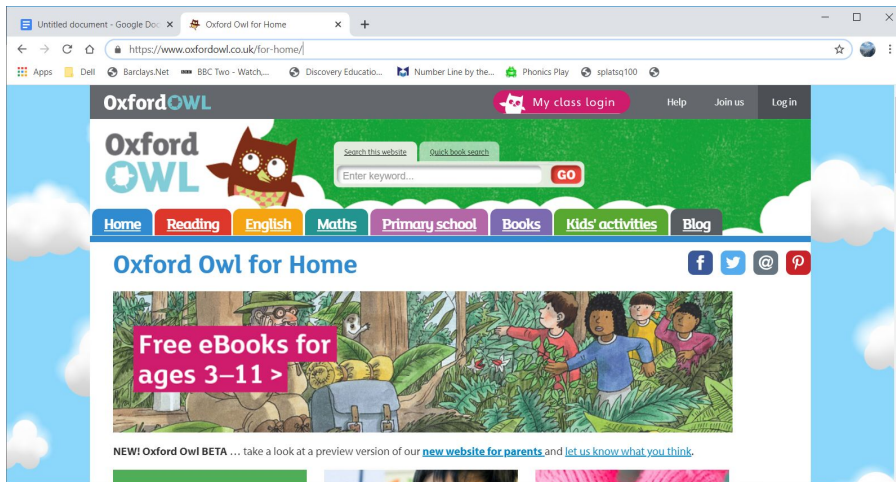 Untitled document - Google Doc
Oxford Owl for Home
https://www.oxfordowl.co.uk/for-home/
Apps Dell Barclays.Net BBC Two - Watch,... Discovery Educatio... Number Line by the... Phonics Play splatsq100
OxfordOWL My class login Help Join us Log in
Oxford
OWL
Search this website Quick book search
Enter keyword... GO
Home Reading English Maths Primary school Books Kids' activities Blog
Oxford Owl for Home
Free eBooks for
ages 3–11 >
NEW! Oxford Owl BETA … take a look at a preview version of our new website for parents and let us know what you think.